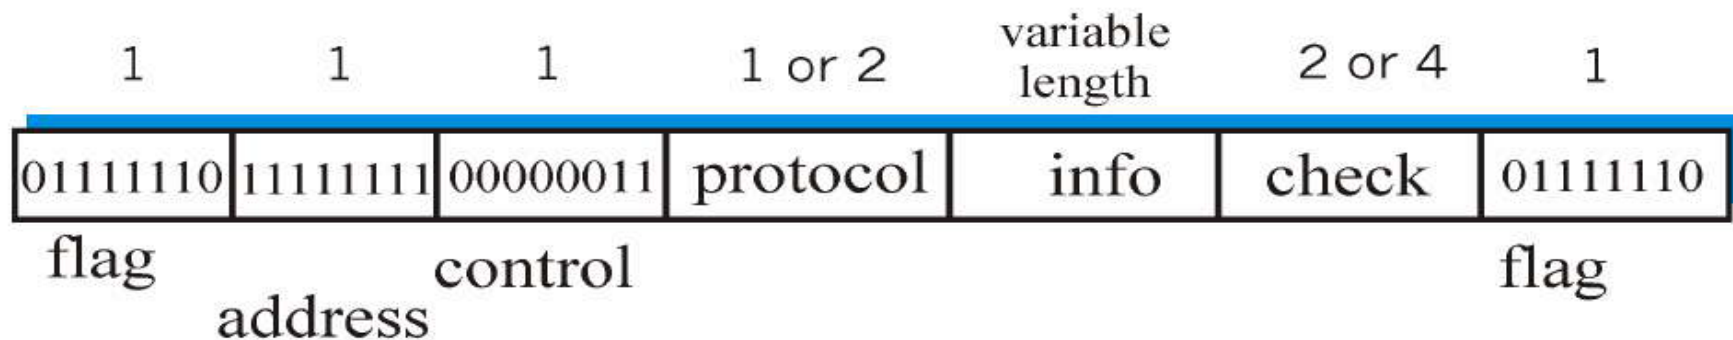 variable
1 1 1 1 or 2 length 2 or 4 1
01111110 11111111 00000011 protocol info check 01111110
flag control flag
address